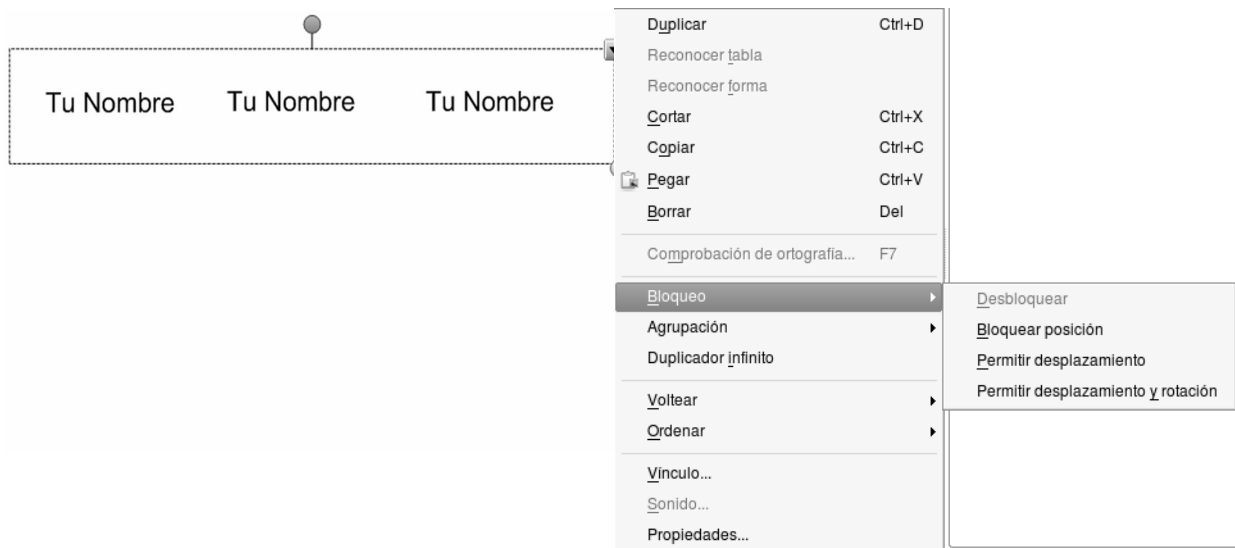 Tu Nombre Tu Nombre Tu Nombre
Duplicar Ctrl+D
Reconocer tabla
Reconocer forma
Cortar Ctrl+X
Copiar Ctrl+C
Pegar Ctrl+V
Borrar Del
Comprobación de ortografía... F7
Bloqueo
Agrupación
Duplicador infinito
Voltear
Ordenar
Vínculo...
Sonido...
Propiedades...
Desbloquear
Bloquear posición
Permitir desplazamiento
Permitir desplazamiento y rotación